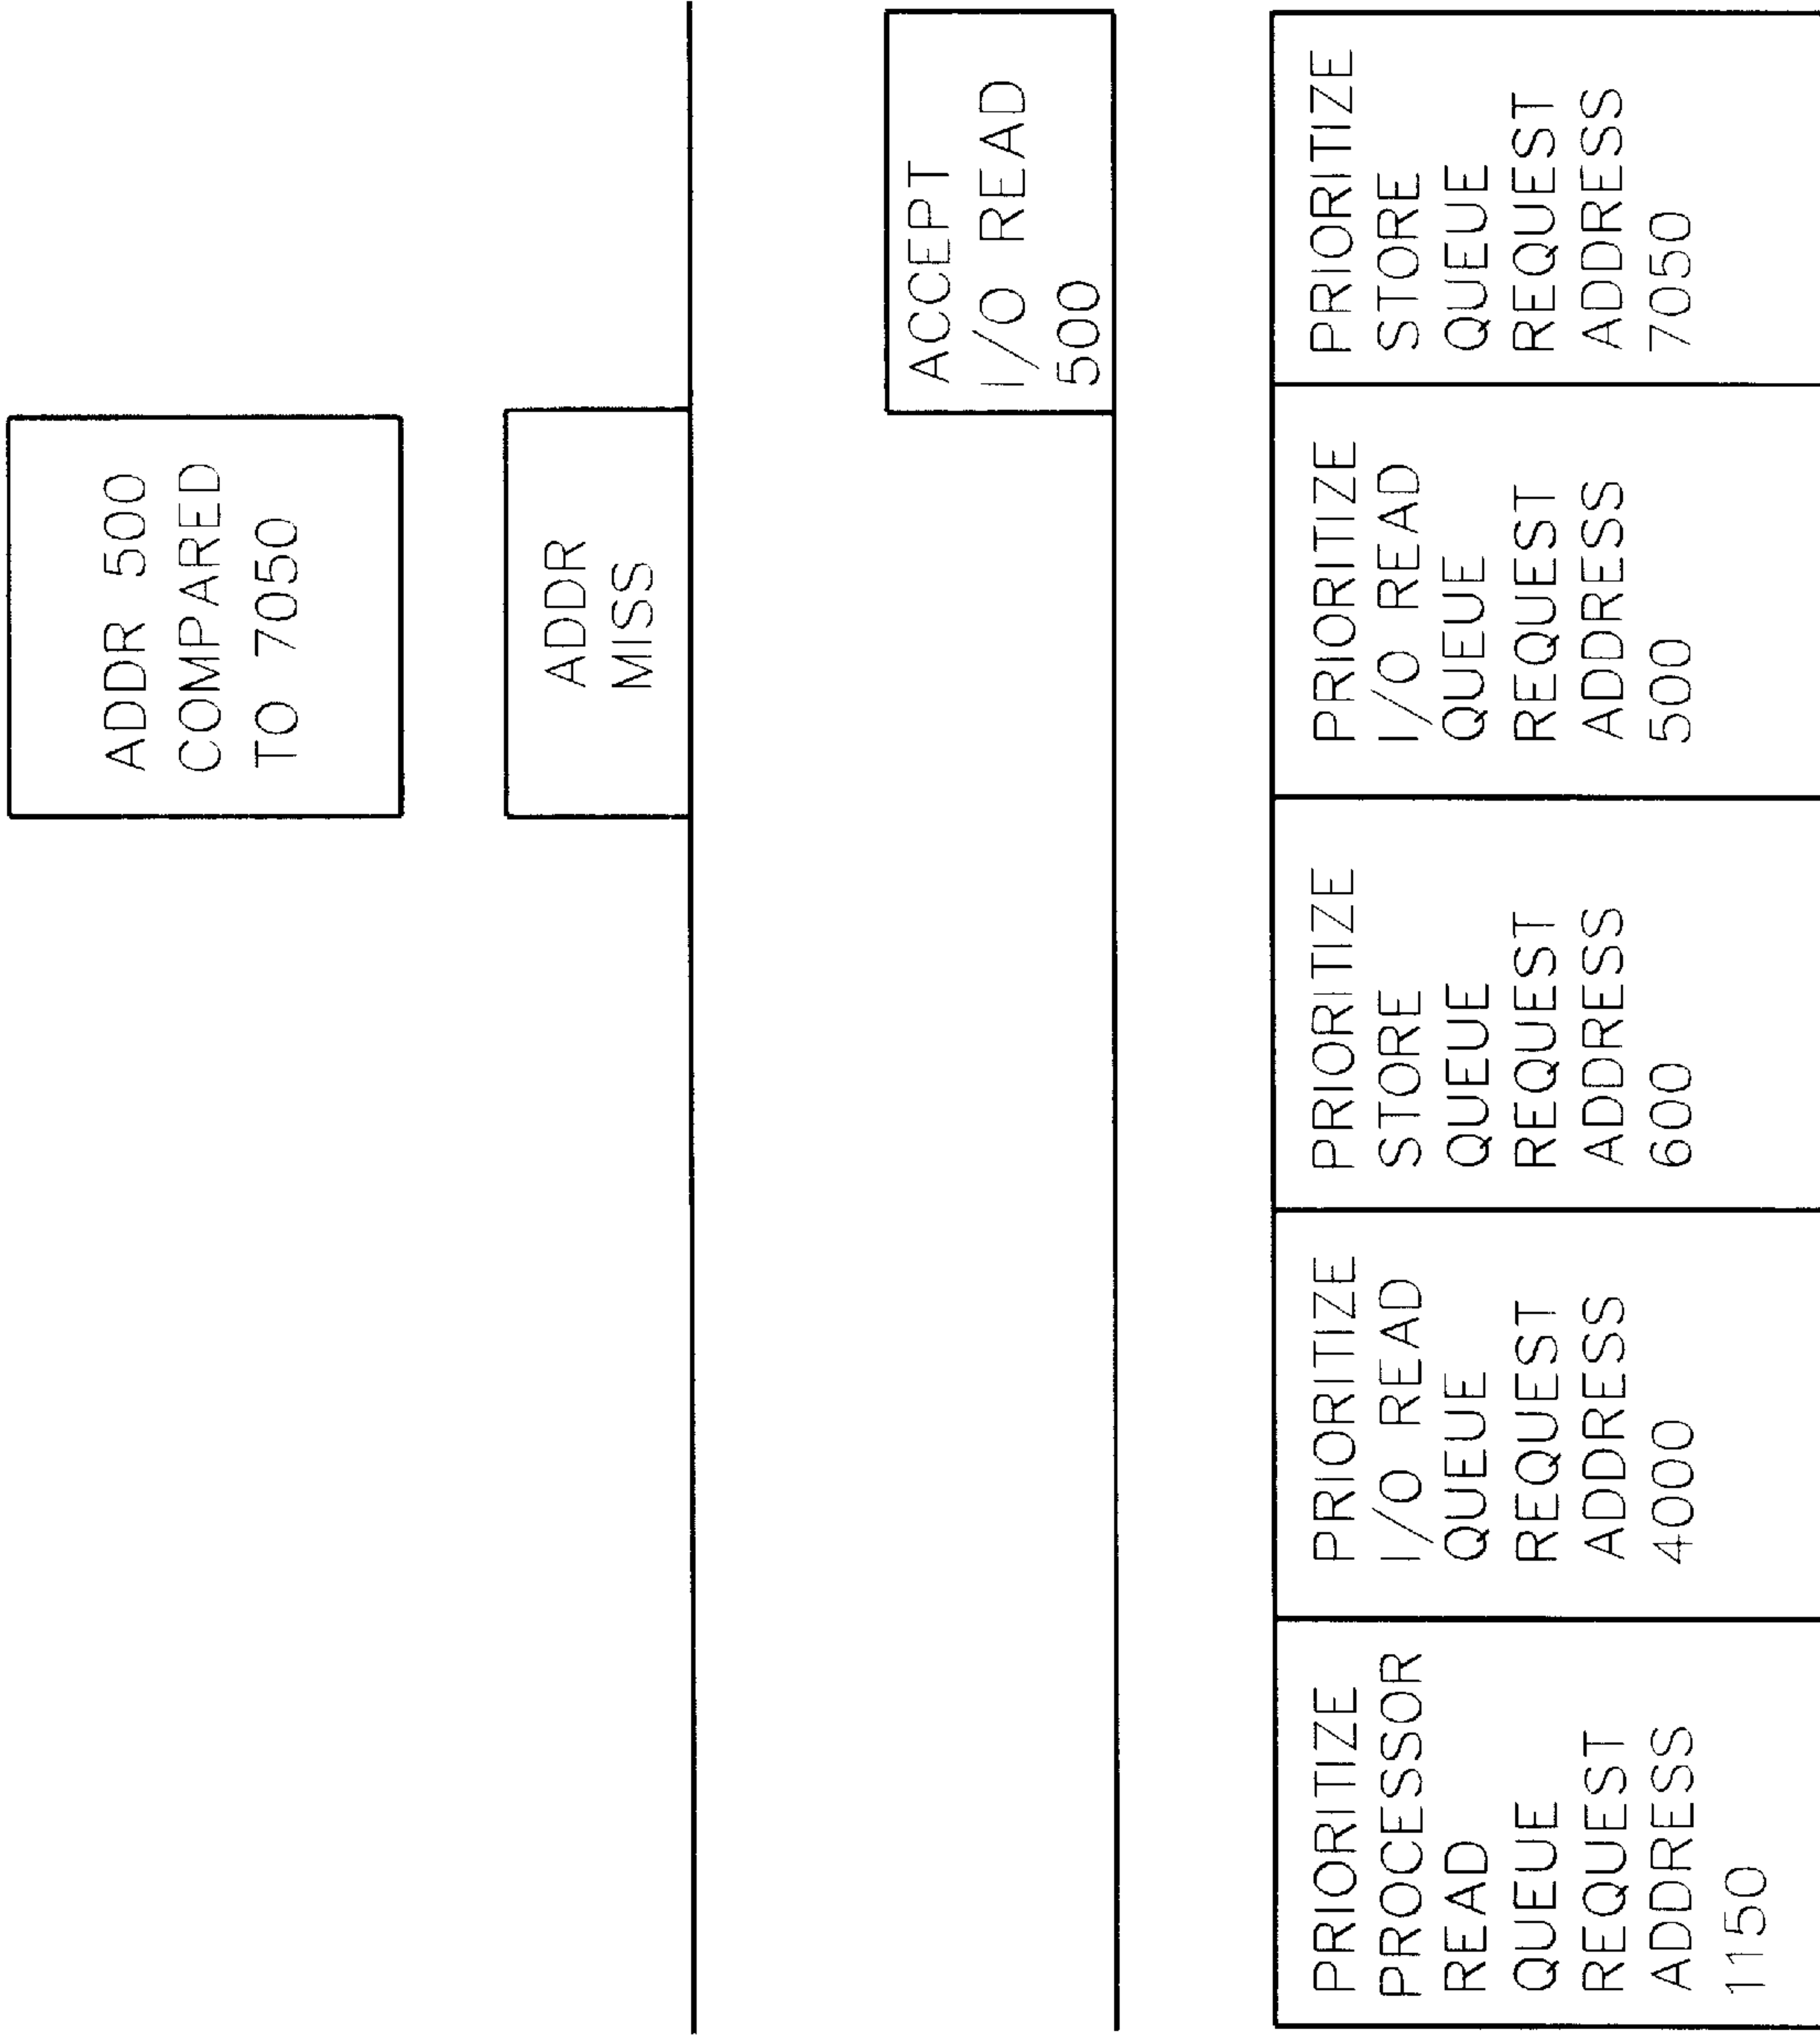 ADDR 500
COMPARED
TO 7050
ADDR
MISS
ACCEPT
I/O READ
500
PRIORITIZE
PROCESSOR
READ
QUEUE
REQUEST
ADDRESS
1150
PRIORITIZE
I/O READ
QUEUE
REQUEST
ADDRESS
4000
PRIORITIZE
STORE
QUEUE
REQUEST
ADDRESS
600
PRIORITIZE
I/O READ
QUEUE
REQUEST
ADDRESS
500
PRIORITIZE
STORE
QUEUE
REQUEST
ADDRESS
7050